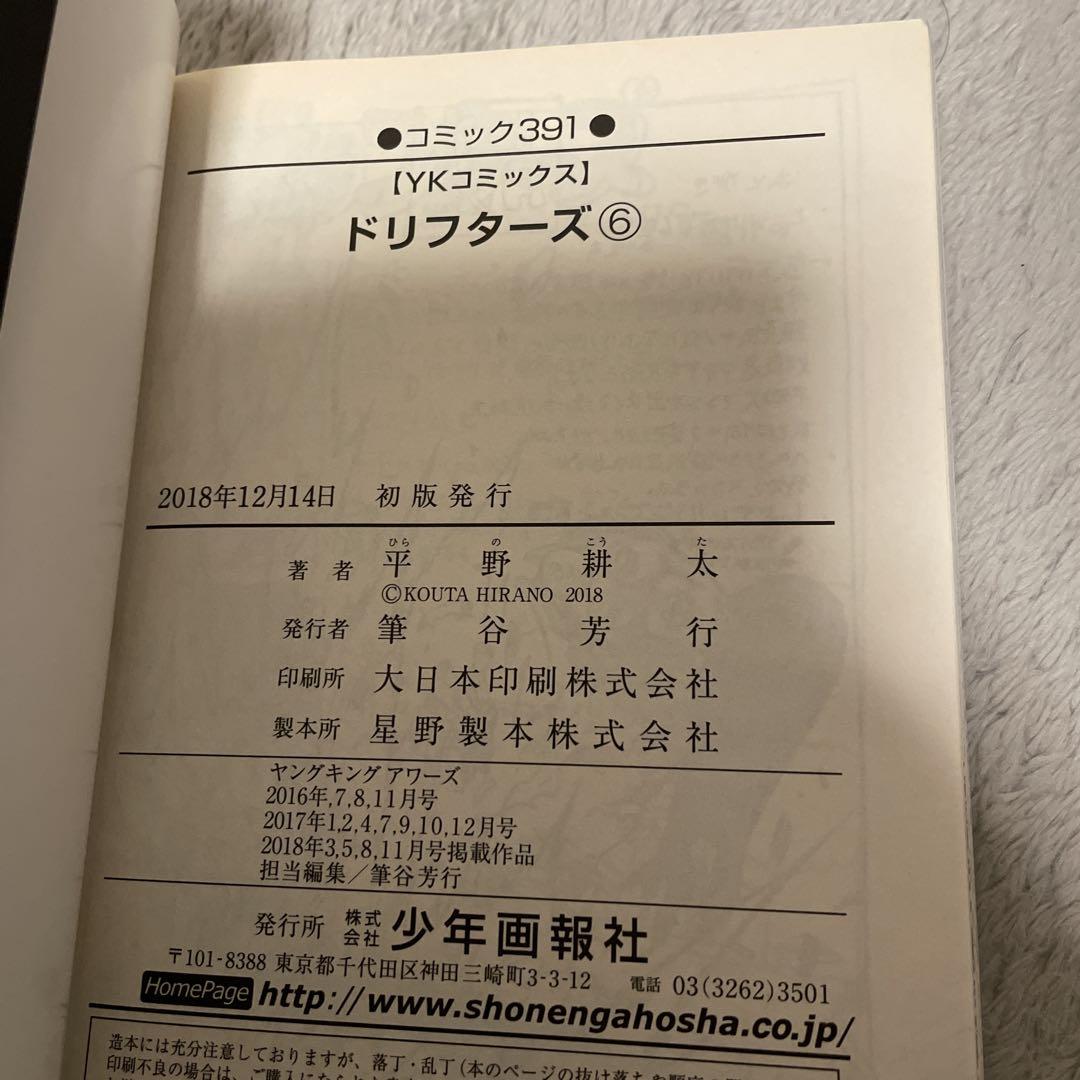 ●コミック391●
【YKコミックス】
ドリフターズ⑥
2018年12月14日 初版発行
ひら の こう た
著者 平野耕太
©KOUTA HIRANO 2018
発行者 筆谷芳行
印刷所 大日本印刷株式会社
製本所 星野製本株式会社
ヤングキング アワーズ
2016年,7,8,11月号
2017年1,2,4,7,9,10,12月号
2018年3,5,8,11月号掲載作品
担当編集／筆谷芳行
発行所 株式会社 少年画報社
〒101-8388 東京都千代田区神田三崎町3-3-12 電話 03(3262)3501
HomePage http://www.shonengahosha.co.jp/
造本には充分注意しておりますが、落丁・乱丁（本のページの抜け落ち
印刷不良の場合は、ご購入